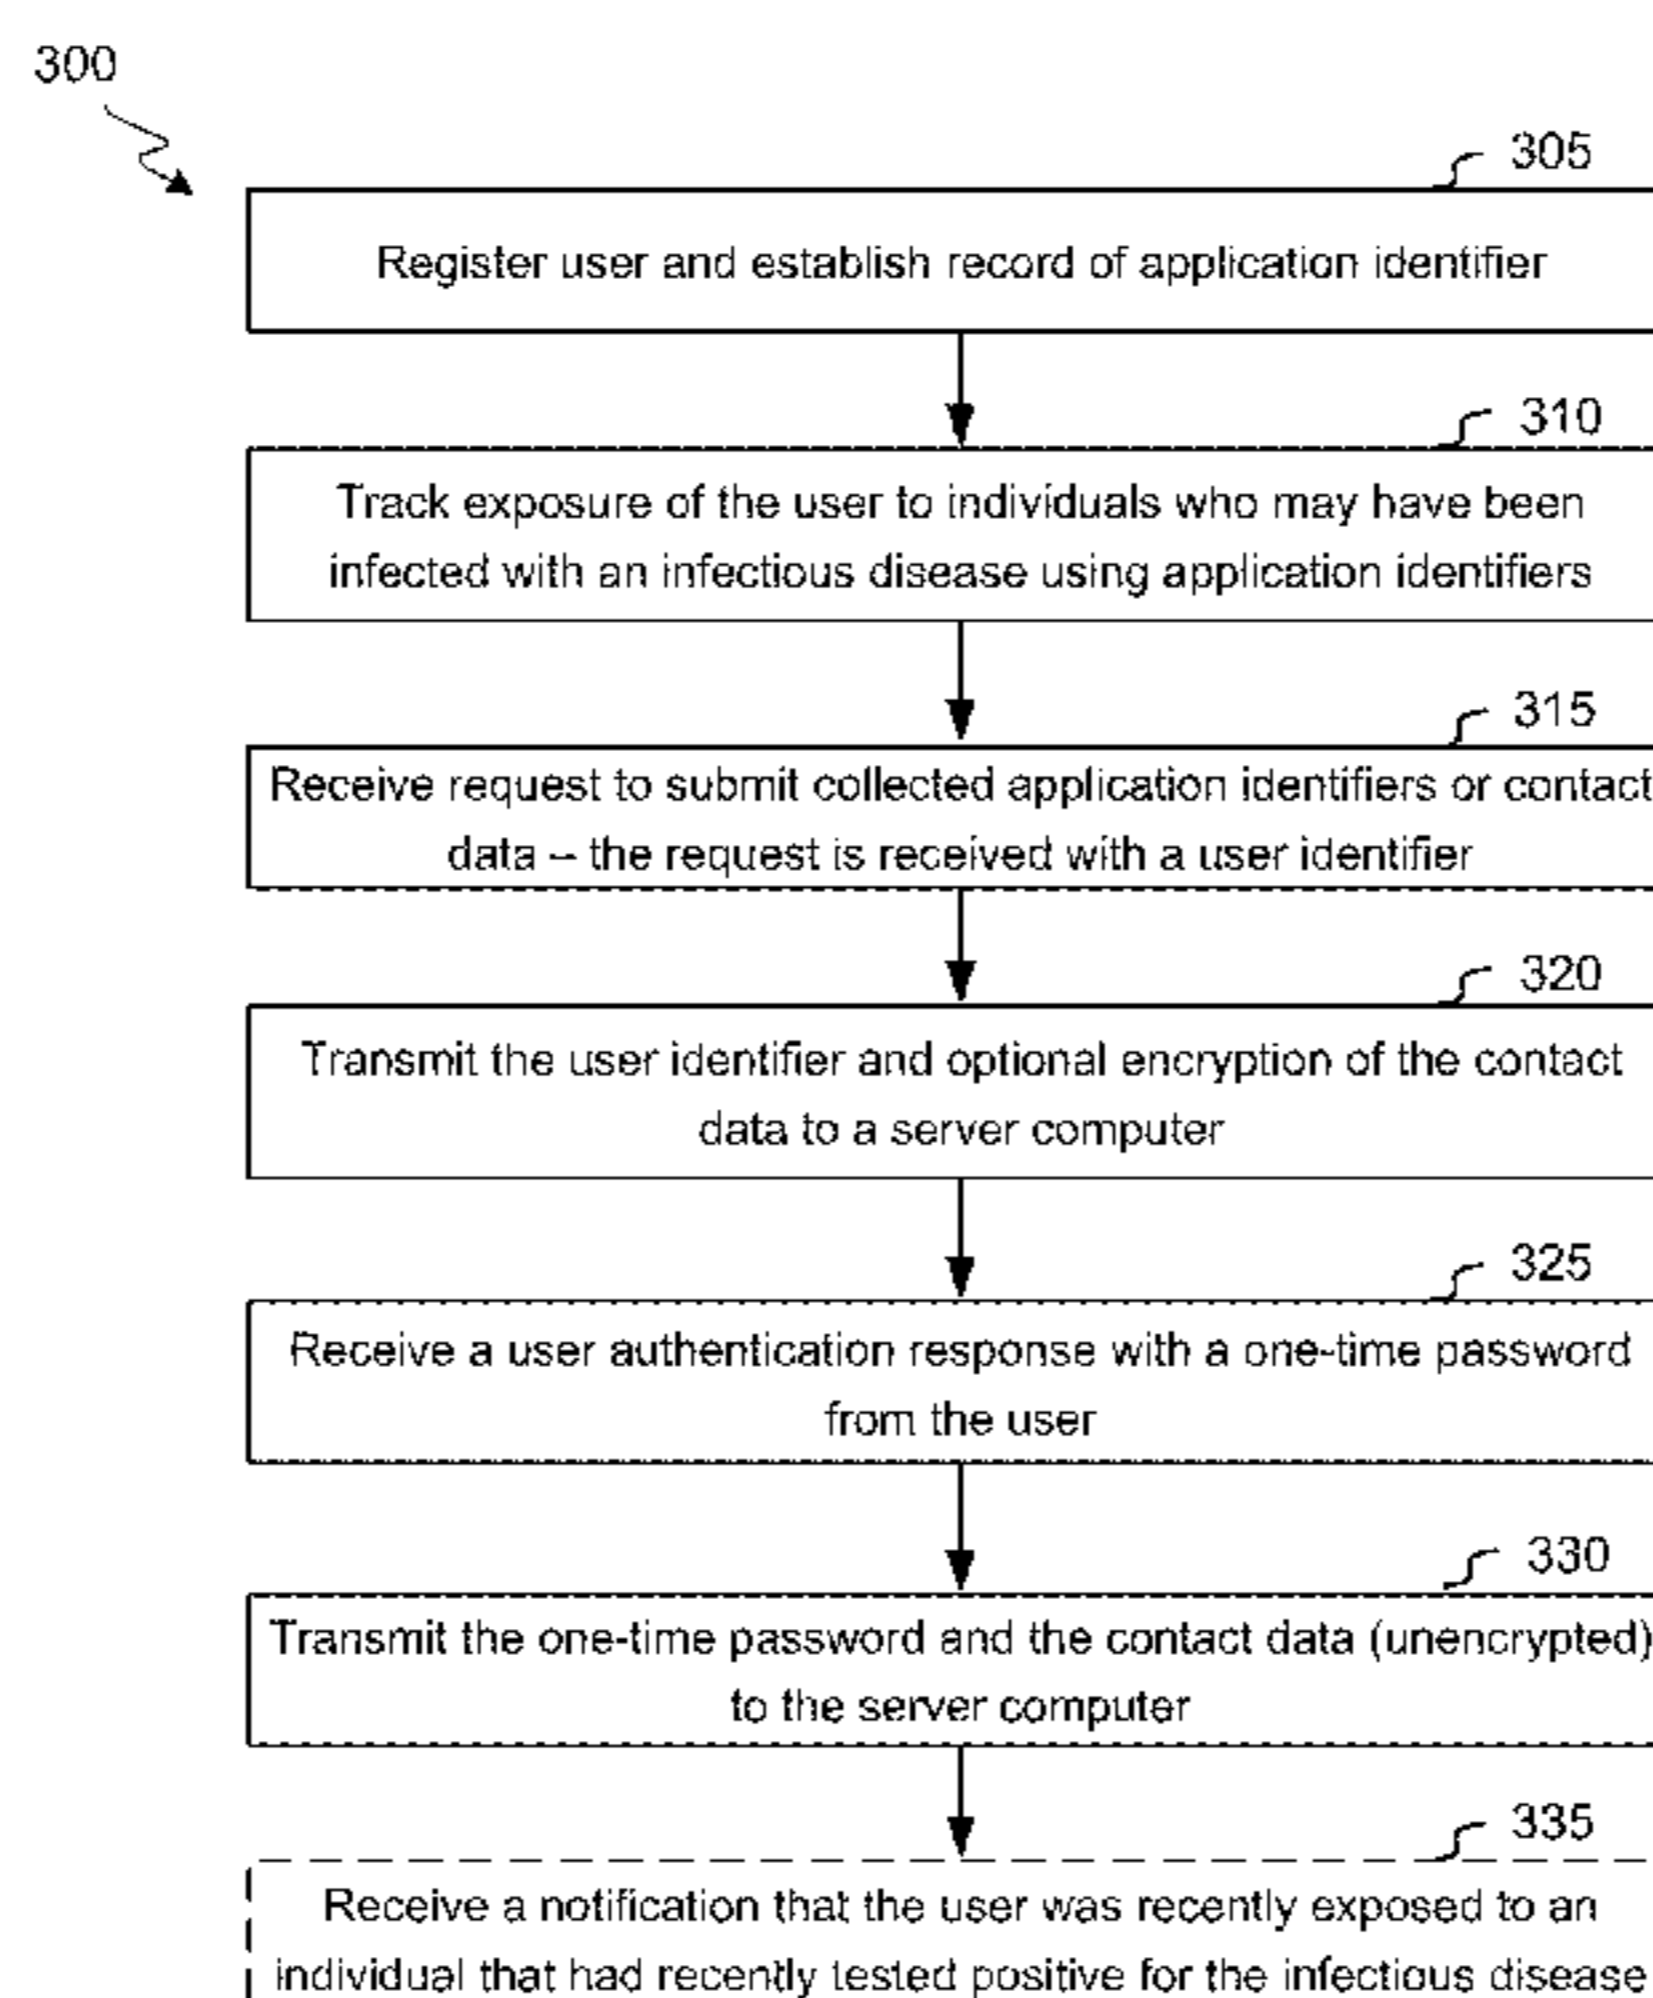 300
305
Register user and establish record of application identifier
310
Track exposure of the user to individuals who may have been
infected with an infectious disease using application identifiers
315
Receive request to submit collected application identifiers or contact
data – the request is received with a user identifier
320
Transmit the user identifier and optional encryption of the contact
data to a server computer
325
Receive a user authentication response with a one-time password
from the user
330
Transmit the one-time password and the contact data (unencrypted)
to the server computer
335
Receive a notification that the user was recently exposed to an
individual that had recently tested positive for the infectious disease